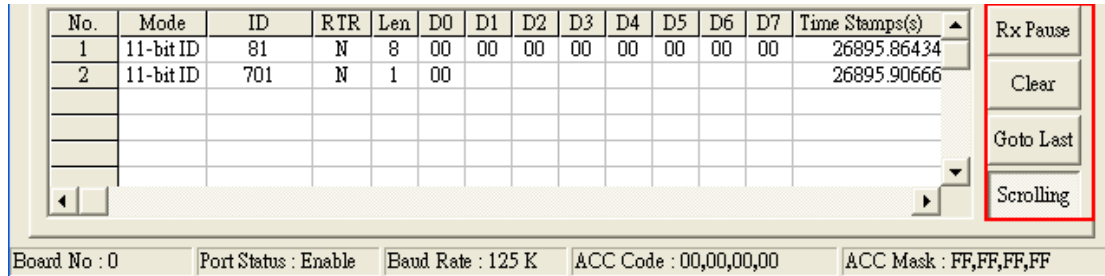 No. Mode ID RTR Len D0 D1 D2 D3 D4 D5 D6 D7 Time Stamps(s)
1 11-bit ID 81 N 8 00 00 00 00 00 00 00 00 26895.86434
2 11-bit ID 701 N 1 00 26895.90666
Rx Pause
Clear
Goto Last
Scrolling
Board No : 0 Port Status : Enable Baud Rate : 125 K ACC Code : 00,00,00,00 ACC Mask : FF,FF,FF,FF